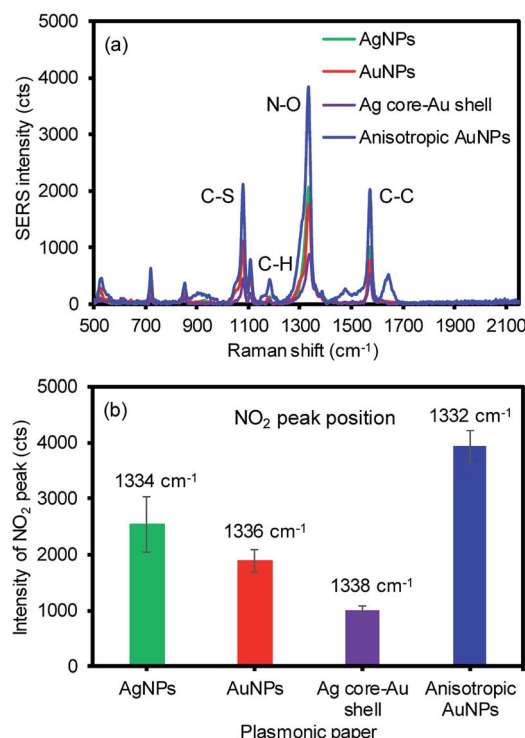 (a)
AgNPs
AuNPs
Ag core-Au shell
Anisotropic AuNPs
N-O
C-S
C-H
C-C
SERS intensity (cts)
5000
4000
3000
2000
1000
0
500 700 900 1100 1300 1500 1700 1900 2100
Raman shift (cm⁻¹)
(b)
NO₂ peak position
1334 cm⁻¹
1336 cm⁻¹
1338 cm⁻¹
1332 cm⁻¹
Intensity of NO₂ peak (cts)
5000
4000
3000
2000
1000
0
AgNPs
AuNPs
Ag core-Au
shell
Anisotropic
AuNPs
Plasmonic paper